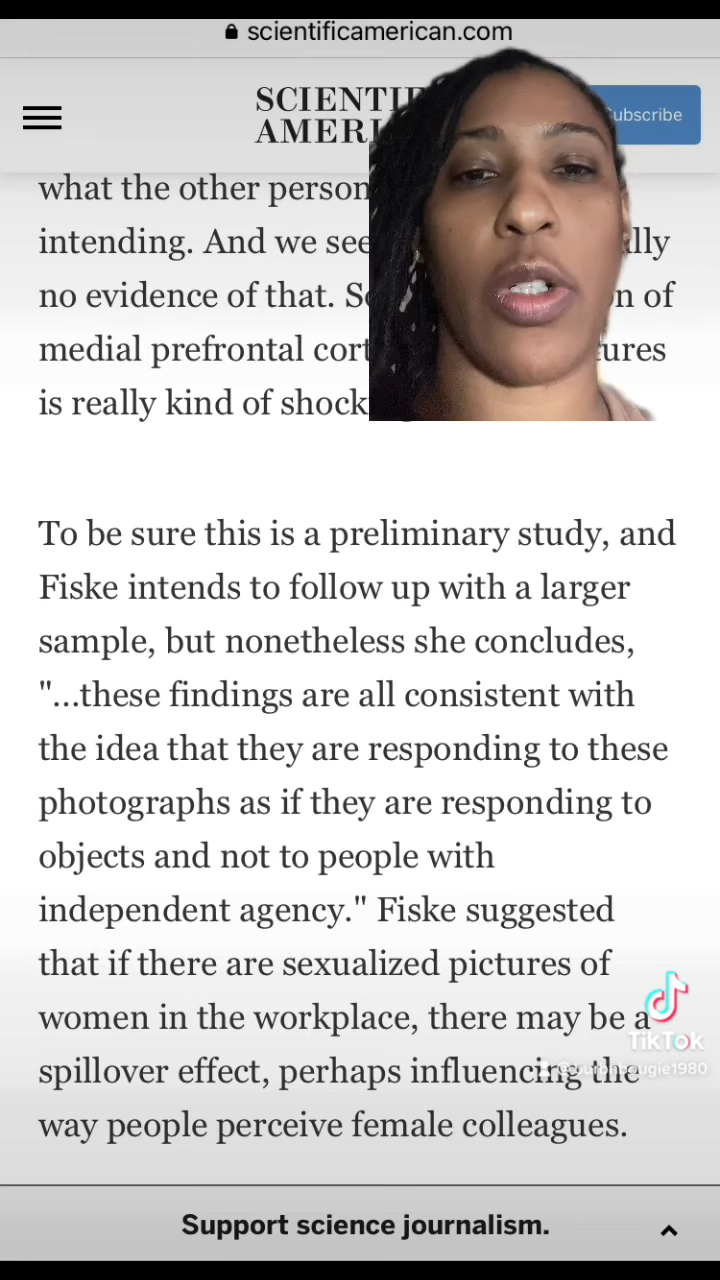 scientificamerican.com
SCIENTIF
AMERI
ubscribe
what the other person
intending. And we see lly
no evidence of that. S n of
medial prefrontal cort ures
is really kind of shock
To be sure this is a preliminary study, and
Fiske intends to follow up with a larger
sample, but nonetheless she concludes,
"...these findings are all consistent with
the idea that they are responding to these
photographs as if they are responding to
objects and not to people with
independent agency." Fiske suggested
that if there are sexualized pictures of
women in the workplace, there may be a
TikTok
spillover effect, perhaps influencing the
way people perceive female colleagues.
Support science journalism.